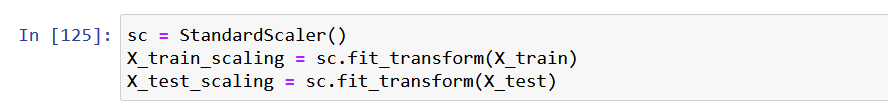 In [125]: sc = StandardScaler()
X_train_scaling = sc.fit_transform(X_train)
X_test_scaling = sc.fit_transform(X_test)